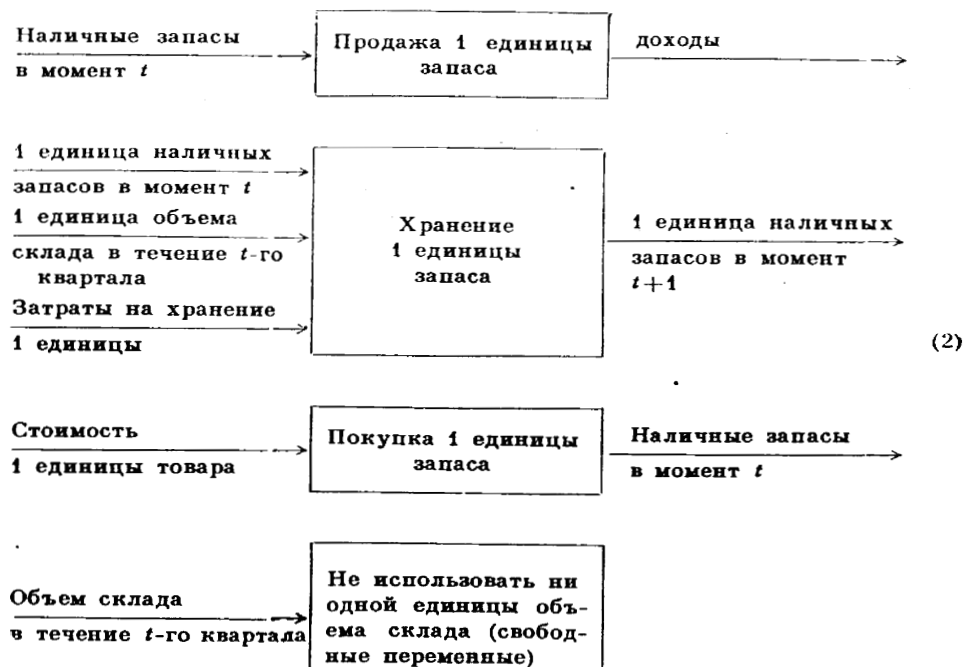 Наличные запасы
в момент t
Продажа 1 единицы
запаса
доходы
1 единица наличных
запасов в момент t
1 единица объема
склада в течение t-го
квартала
Затраты на хранение
1 единицы
Хранение
1 единицы
запаса
1 единица наличных
запасов в момент
t+1
(2)
Стоимость
1 единицы товара
Покупка 1 единицы
запаса
Наличные запасы
в момент t
Объем склада
в течение t-го квартала
Не использовать ни
одной единицы объ-
ема склада (свобод-
ные переменные)